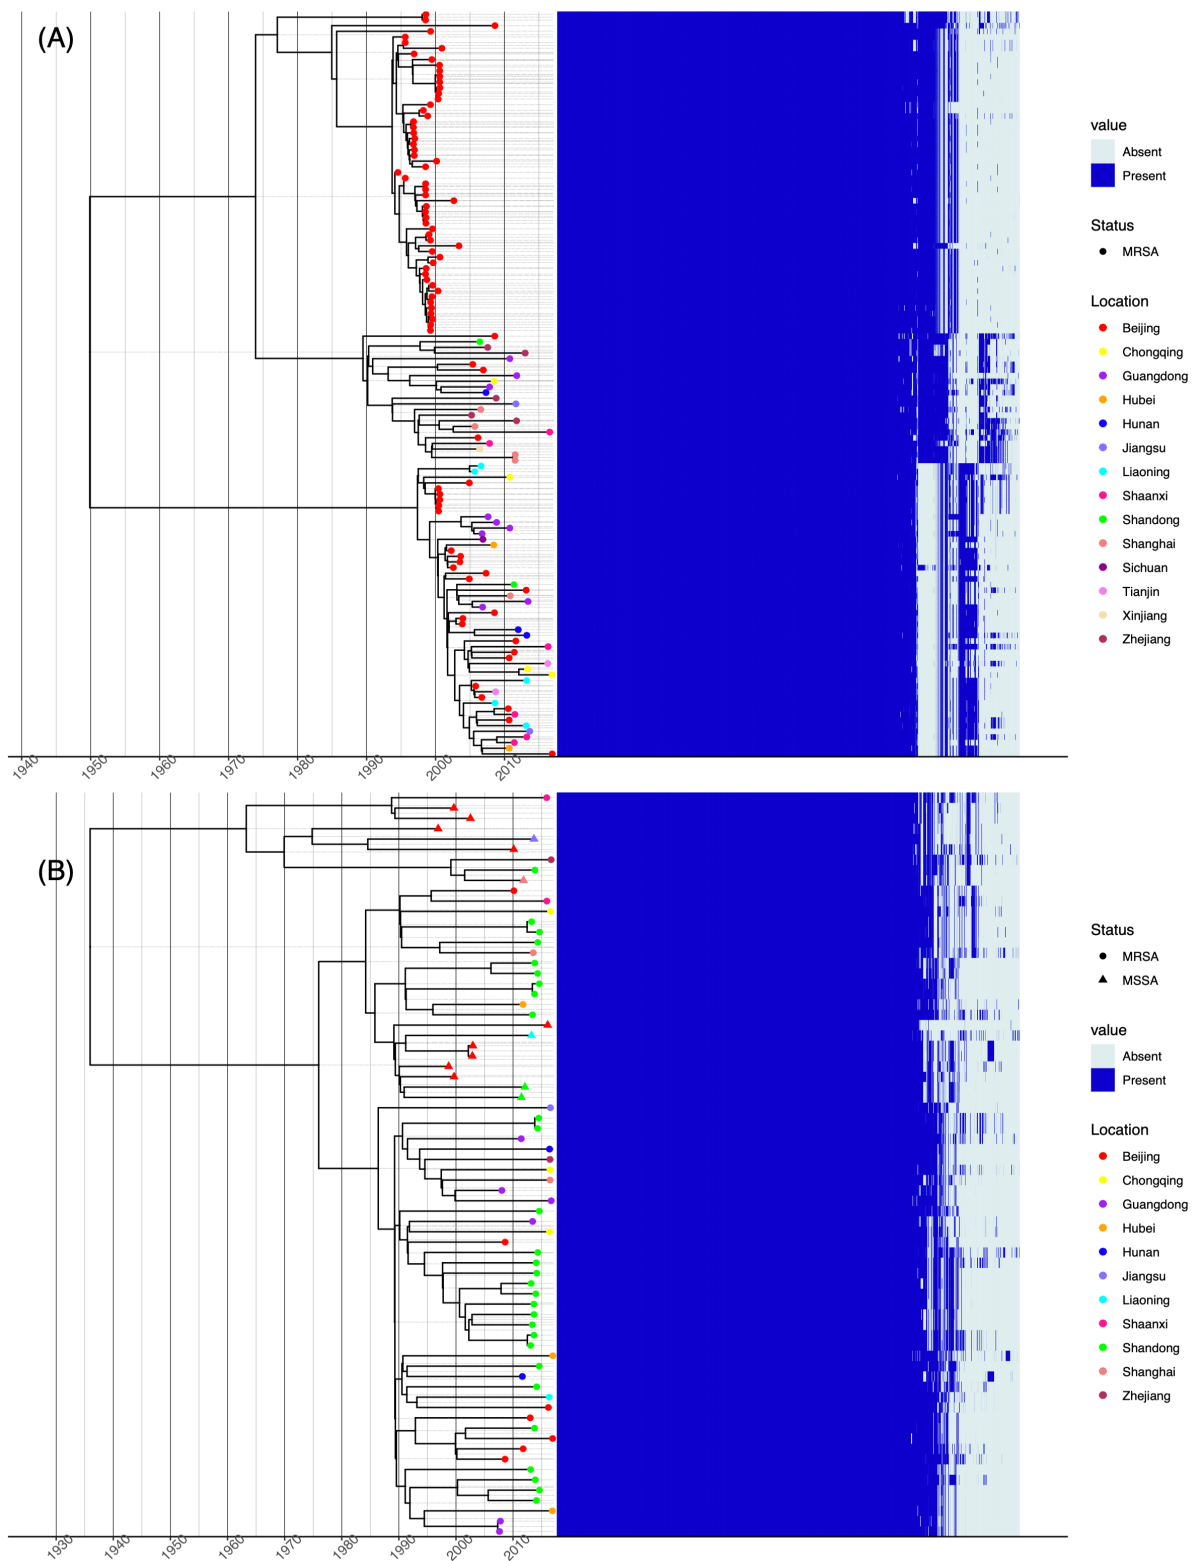 (A)
value
Absent
Present
Status
MRSA
Location
Beijing
Chongqing
Guangdong
Hubei
Hunan
Jiangsu
Liaoning
Shaanxi
Shandong
Shanghai
Sichuan
Tianjin
Xinjiang
Zhejiang
1940 1950 1960 1970 1980 1990 2000 2010
(B)
Status
MRSA
MSSA
value
Absent
Present
Location
Beijing
Chongqing
Guangdong
Hubei
Hunan
Jiangsu
Liaoning
Shaanxi
Shandong
Shanghai
Zhejiang
1930 1940 1950 1960 1970 1980 1990 2000 2010